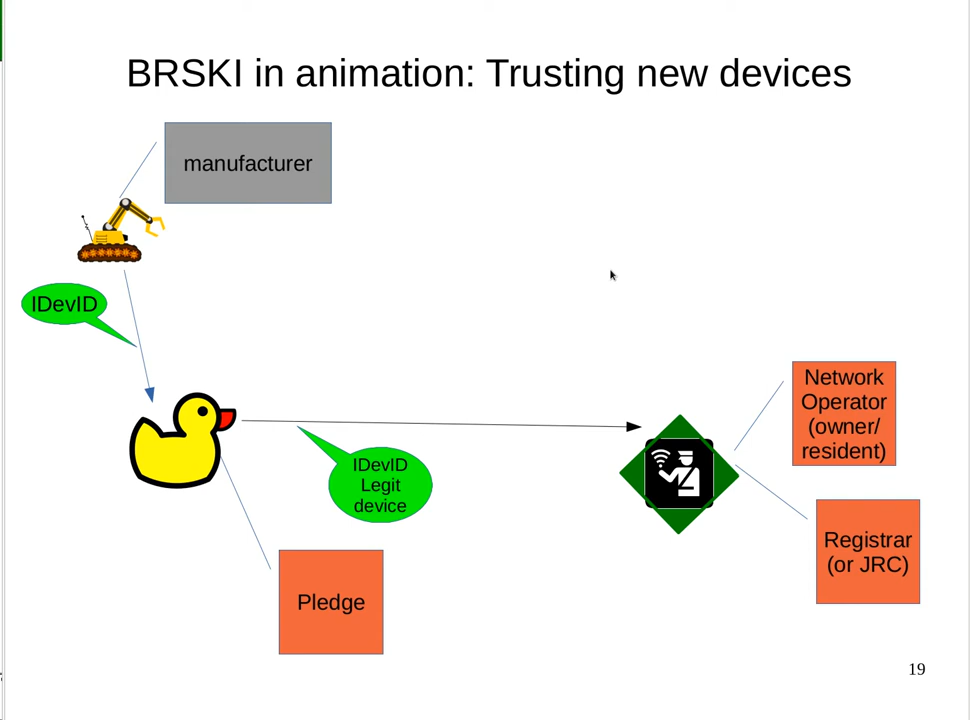 BRSKI in animation: Trusting new devices
manufacturer
IDevID
IDevID
Legit
device
Network
Operator
(owner/
resident)
Registrar
(or JRC)
Pledge
19